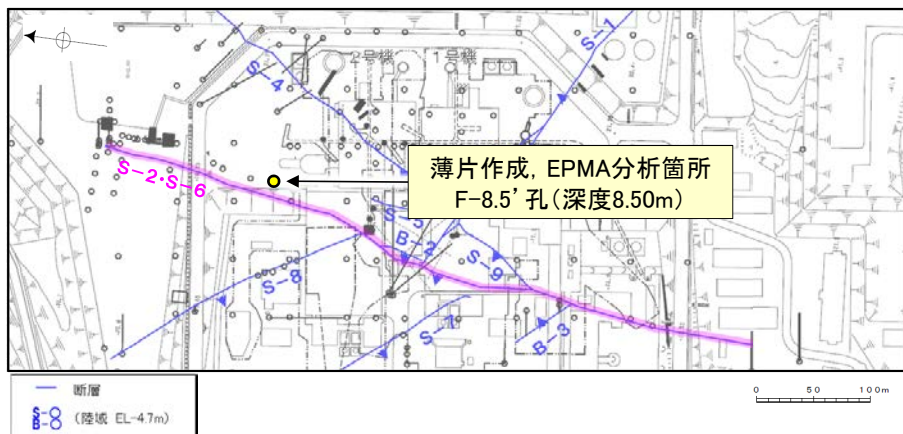 2号機
1号機
S-1
S-4
薄片作成, EPMA分析箇所
F-8.5’孔(深度8.50m)
S-2・S-6
S-5
B-2
S-9
S-8
S-7
B-3
断層
S-○
B-○ (陸域 EL-4.7m)
0 50 100m